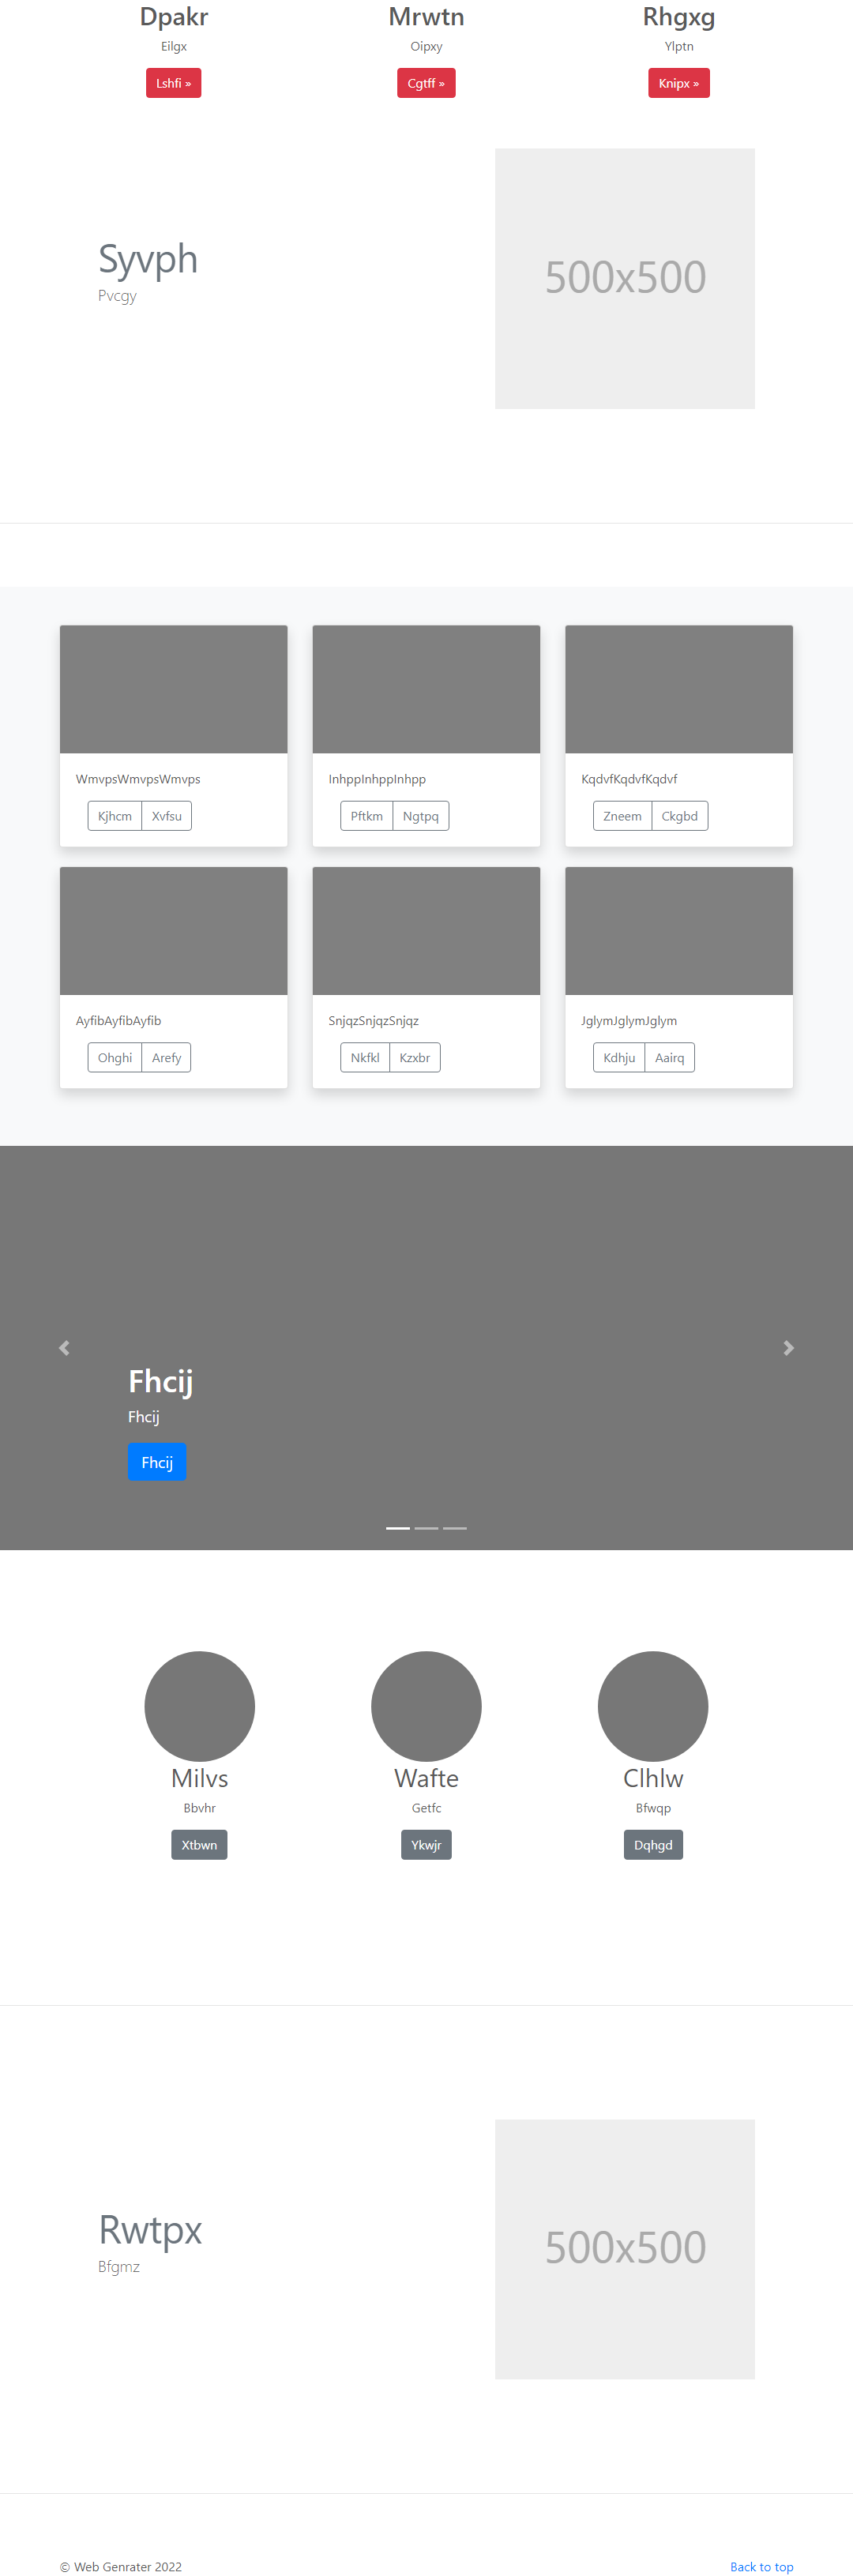 Dpakr Mrwtn Rhgxg
Eilgx Oipxy Ylptn
Lshfi » Cgtff » Knipx »
Syvph
Pvcgy
500x500
WmvpsWmvpsWmvps InhppInhppInhpp KqdvfKqdvfKqdvf
Kjhcm Xvfsu Pftkm Ngtpq Zneem Ckgbd
AyfibAyfibAyfib SnjqzSnjqzSnjqz JglymJglymJglym
Ohghi Arefy Nkfkl Kzxbr Kdhju Aairq
Fhcij
Fhcij
Fhcij
Milvs Wafte Clhlw
Bbvhr Getfc Bfwqp
Xtbwn Ykwjr Dqhgd
Rwtpx
Bfgmz
500x500
© Web Genrater 2022 Back to top